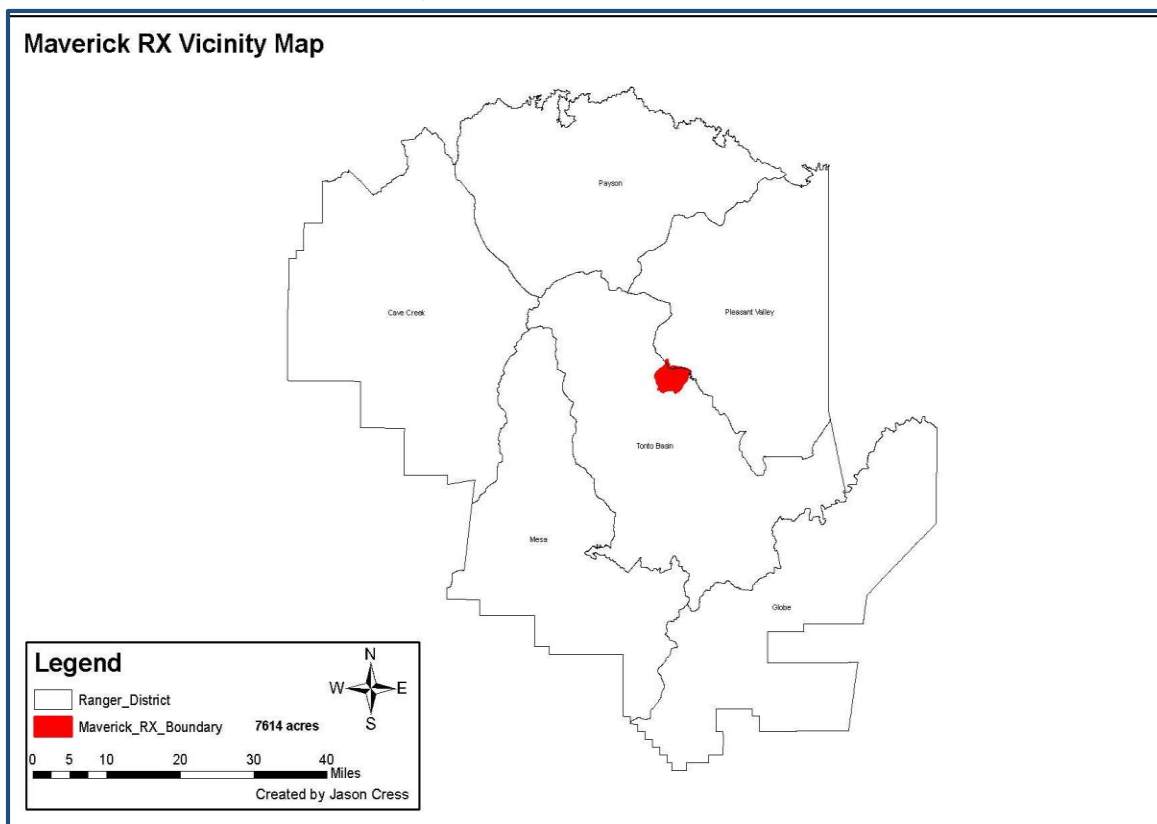 Maverick RX Vicinity Map
Payson
Cave Creek
Pleasant Valley
Tonto Basin
Mesa
Globe
Legend
Ranger_District
Maverick_RX_Boundary 7614 acres
N
W E
S
0 5 10 20 30 40
Miles
Created by Jason Cress